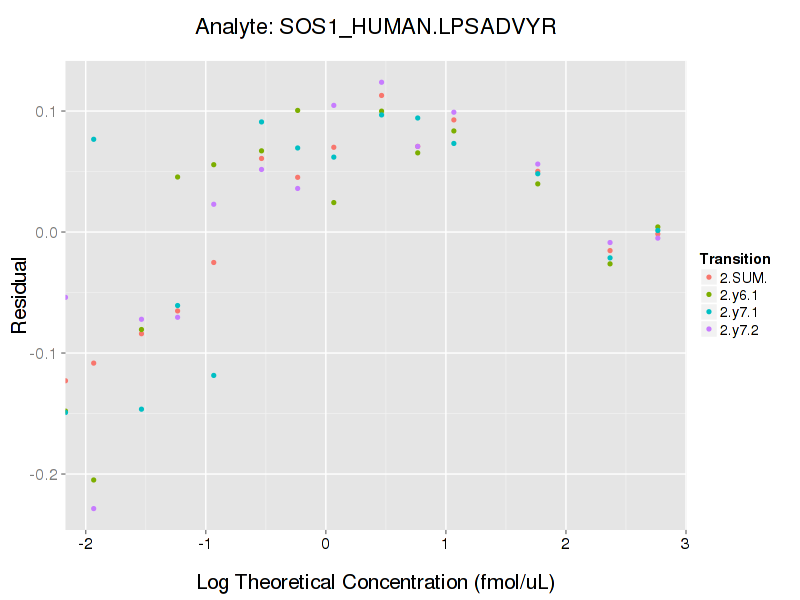 Analyte: SOS1_HUMAN.LPSADVYR
0.1
0.0
-0.1
-0.2
Residual
-2 -1 0 1 2 3
Log Theoretical Concentration (fmol/uL)
Transition
2.SUM.
2.y6.1
2.y7.1
2.y7.2